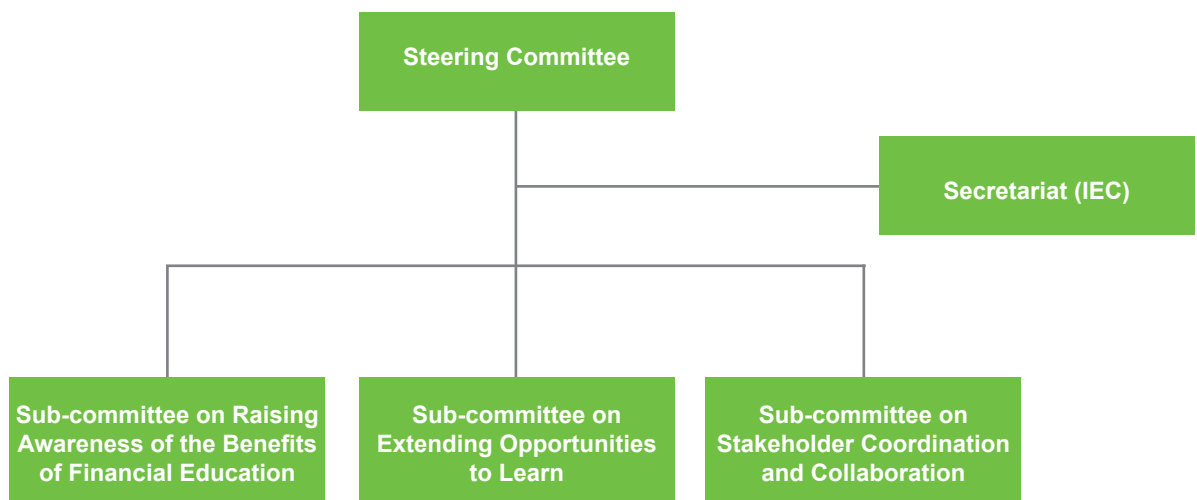 Steering Committee
Secretariat (IEC)
Sub-committee on Raising
Awareness of the Benefits
of Financial Education
Sub-committee on
Extending Opportunities
to Learn
Sub-committee on
Stakeholder Coordination
and Collaboration